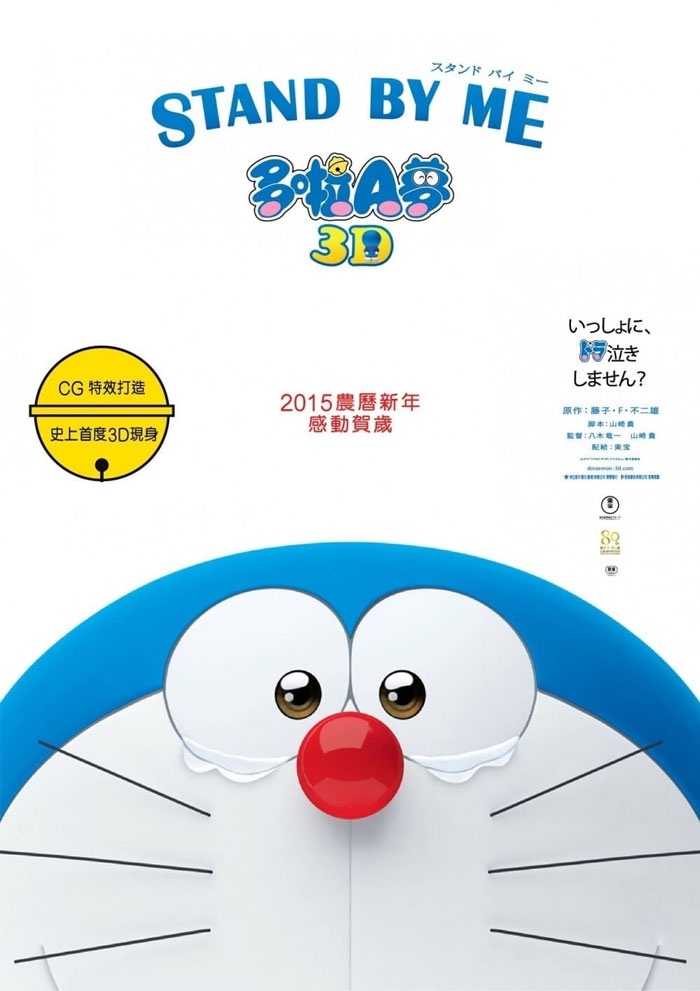 スタンド バイ ミー
STAND BY ME
多啦A夢
3D
CG 特效打造
史上首度3D現身
2015農曆新年
感動賀歲
いっしょに、
ドラ泣き
しません?
原作:藤子・F・不二雄
脚本:山崎貴
監督:八木竜一 山崎貴
配給:東宝
doraemon-3d.com